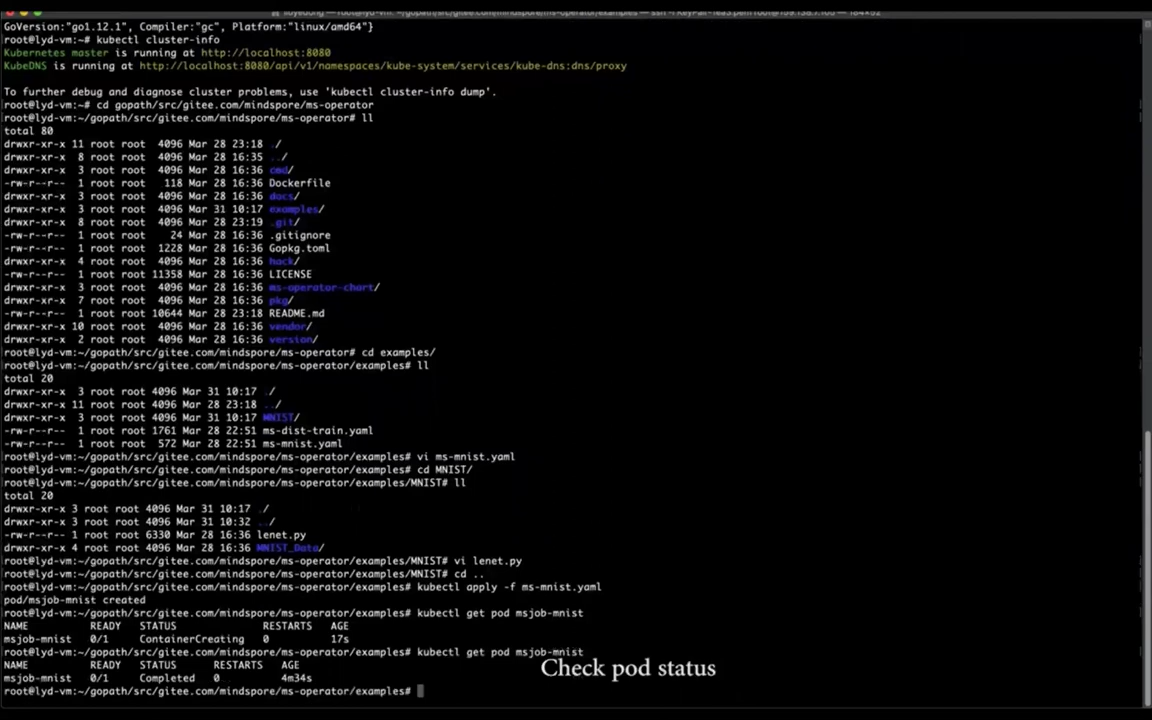 GoVersion:"go1.12.1", Compiler:"gc", Platform:"linux/amd64"}
root@lyd-vm:~# kubectl cluster-info
Kubernetes master is running at http://localhost:8080
KubeDNS is running at http://localhost:8080/api/v1/namespaces/kube-system/services/kube-dns:dns/proxy
To further debug and diagnose cluster problems, use 'kubectl cluster-info dump'.
root@lyd-vm:~# cd gopath/src/gitee.com/mindspore/ms-operator
root@lyd-vm:~/gopath/src/gitee.com/mindspore/ms-operator# ll
total 80
drwxr-xr-x 11 root root  4096 Mar 28 23:18 ./
drwxr-xr-x  8 root root  4096 Mar 28 16:35 ../
drwxr-xr-x  3 root root  4096 Mar 28 16:36 cmd/
-rw-r--r--  1 root root   118 Mar 28 16:36 Dockerfile
drwxr-xr-x  3 root root  4096 Mar 28 16:36 docs/
drwxr-xr-x  3 root root  4096 Mar 31 10:17 examples/
drwxr-xr-x  8 root root  4096 Mar 28 23:19 .git/
-rw-r--r--  1 root root    24 Mar 28 16:36 .gitignore
-rw-r--r--  1 root root  1228 Mar 28 16:36 Gopkg.toml
drwxr-xr-x  4 root root  4096 Mar 28 16:36 hack/
-rw-r--r--  1 root root 11358 Mar 28 16:36 LICENSE
drwxr-xr-x  3 root root  4096 Mar 28 16:36 ms-operator-chart/
drwxr-xr-x  7 root root  4096 Mar 28 16:36 pkg/
-rw-r--r--  1 root root 10644 Mar 28 23:18 README.md
drwxr-xr-x 10 root root  4096 Mar 28 16:36 vendor/
drwxr-xr-x  2 root root  4096 Mar 28 16:36 version/
root@lyd-vm:~/gopath/src/gitee.com/mindspore/ms-operator# cd examples/
root@lyd-vm:~/gopath/src/gitee.com/mindspore/ms-operator/examples# ll
total 20
drwxr-xr-x  3 root root 4096 Mar 31 10:17 ./
drwxr-xr-x 11 root root 4096 Mar 28 23:18 ../
drwxr-xr-x  3 root root 4096 Mar 31 10:17 MNIST/
-rw-r--r--  1 root root 1761 Mar 28 22:51 ms-dist-train.yaml
-rw-r--r--  1 root root  572 Mar 28 22:51 ms-mnist.yaml
root@lyd-vm:~/gopath/src/gitee.com/mindspore/ms-operator/examples# vi ms-mnist.yaml
root@lyd-vm:~/gopath/src/gitee.com/mindspore/ms-operator/examples# cd MNIST/
root@lyd-vm:~/gopath/src/gitee.com/mindspore/ms-operator/examples/MNIST# ll
total 20
drwxr-xr-x 3 root root 4096 Mar 31 10:17 ./
drwxr-xr-x 3 root root 4096 Mar 31 10:32 ../
-rw-r--r-- 1 root root 6330 Mar 28 16:36 lenet.py
drwxr-xr-x 4 root root 4096 Mar 28 16:36 MNIST_Data/
root@lyd-vm:~/gopath/src/gitee.com/mindspore/ms-operator/examples/MNIST# vi lenet.py
root@lyd-vm:~/gopath/src/gitee.com/mindspore/ms-operator/examples/MNIST# cd ..
root@lyd-vm:~/gopath/src/gitee.com/mindspore/ms-operator/examples# kubectl apply -f ms-mnist.yaml
pod/msjob-mnist created
root@lyd-vm:~/gopath/src/gitee.com/mindspore/ms-operator/examples# kubectl get pod msjob-mnist
NAME          READY   STATUS              RESTARTS   AGE
msjob-mnist   0/1     ContainerCreating   0          17s
root@lyd-vm:~/gopath/src/gitee.com/mindspore/ms-operator/examples# kubectl get pod msjob-mnist
NAME          READY   STATUS      RESTARTS   AGE
msjob-mnist   0/1     Completed   0          4m34s
root@lyd-vm:~/gopath/src/gitee.com/mindspore/ms-operator/examples#
Check pod status